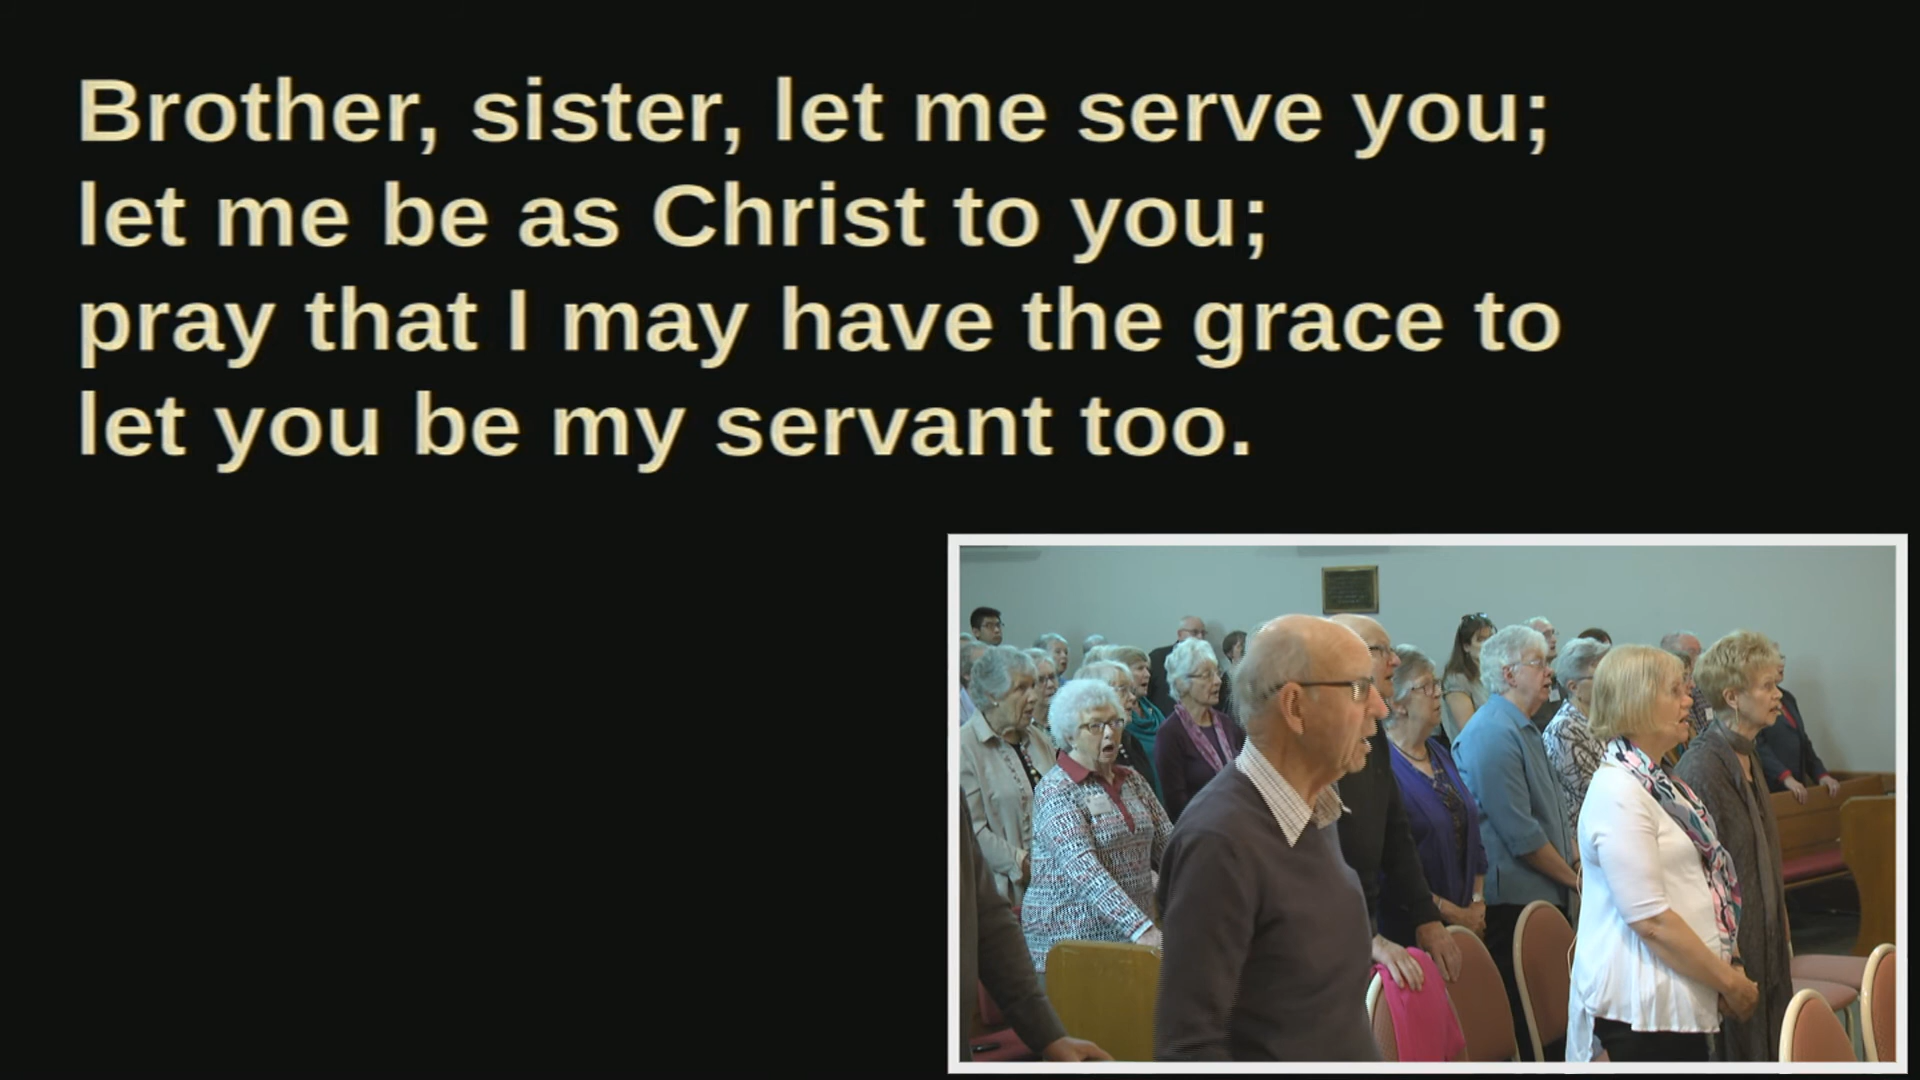 Brother, sister, let me serve you;
let me be as Christ to you;
pray that I may have the grace to
let you be my servant too.